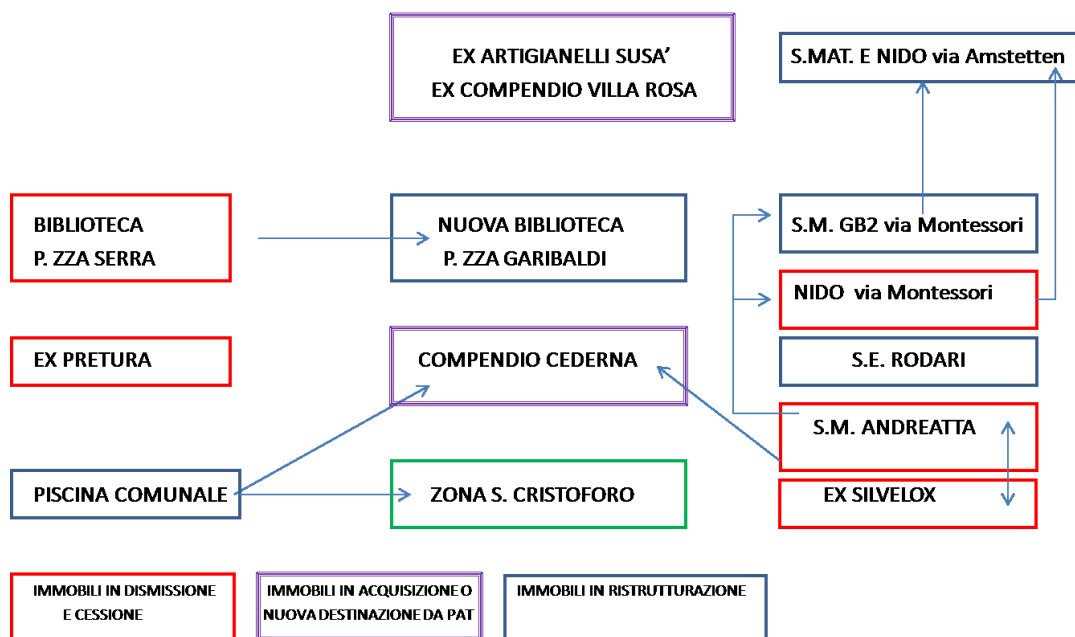 EX ARTIGIANELLI SUSA’
EX COMPENDIO VILLA ROSA
S.MAT. E NIDO via Amstetten
BIBLIOTECA
P. ZZA SERRA
NUOVA BIBLIOTECA
P. ZZA GARIBALDI
S.M. GB2 via Montessori
NIDO via Montessori
EX PRETURA
COMPENDIO CEDERNA
S.E. RODARI
S.M. ANDREATTA
PISCINA COMUNALE
ZONA S. CRISTOFORO
EX SILVELOX
IMMOBILI IN DISMISSIONE
E CESSIONE
IMMOBILI IN ACQUISIZIONE O
NUOVA DESTINAZIONE DA PAT
IMMOBILI IN RISTRUTTURAZIONE